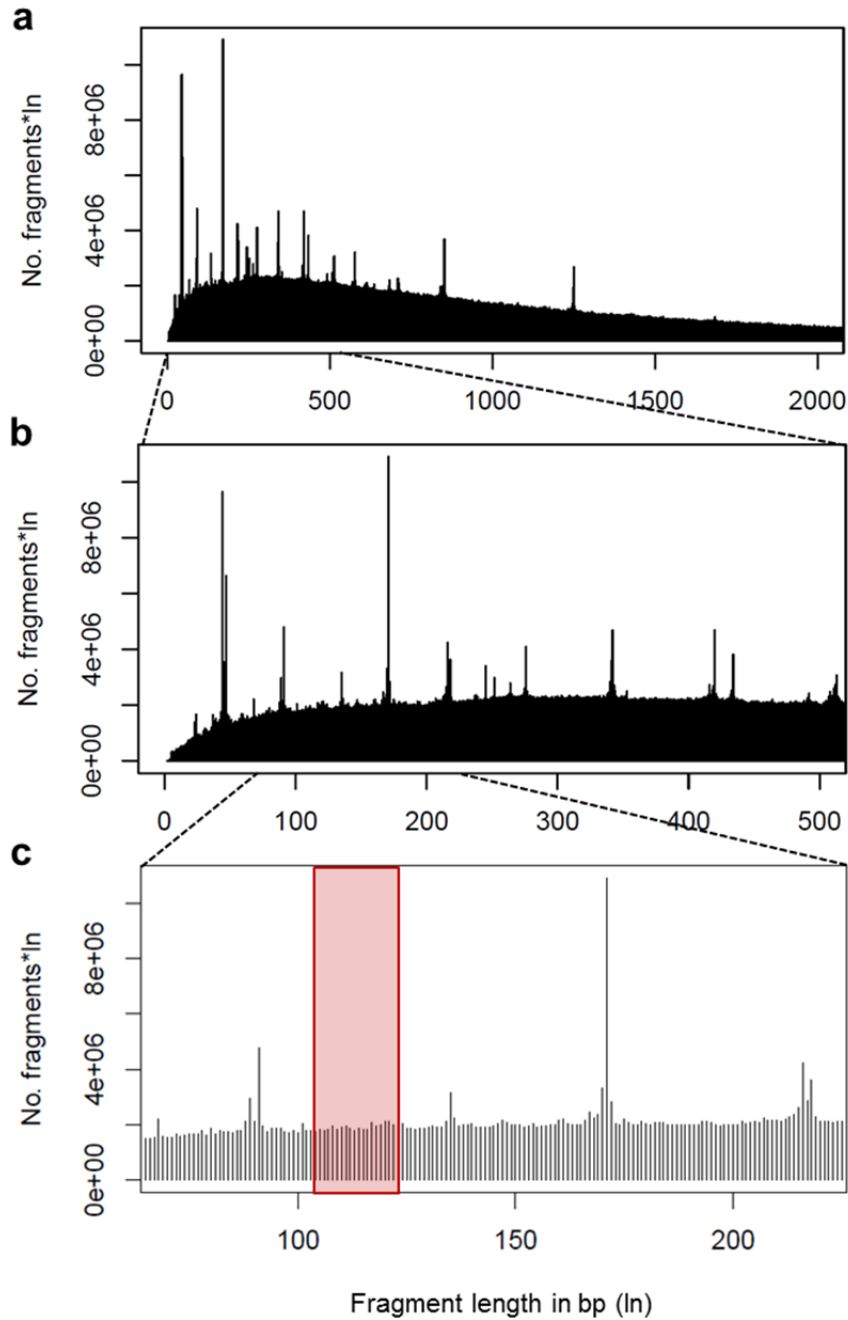 a
No. fragments*ln
8e+06
4e+06
0e+00
0 500 1000 1500 2000
b
No. fragments*ln
8e+06
4e+06
0e+00
0 100 200 300 400 500
c
No. fragments*ln
8e+06
4e+06
0e+00
100 150 200
Fragment length in bp (ln)